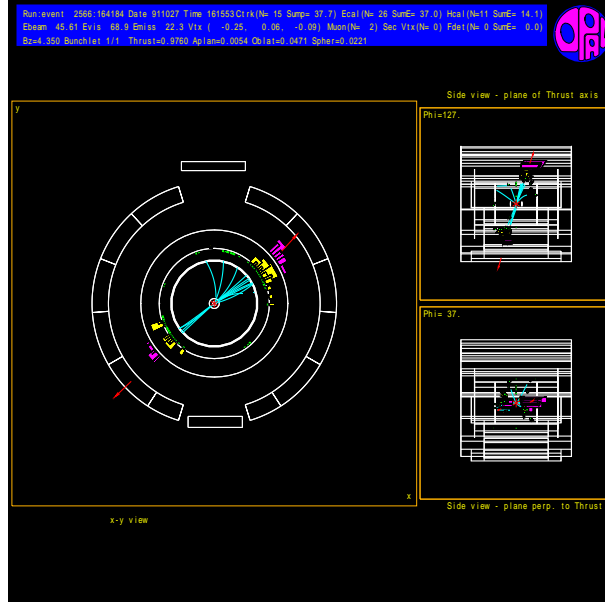 Run:event 2566:164184 Date 911027 Time 161553 Ctrk(N= 15 Sump= 37.7) Ecal(N= 26 SumE= 37.0) Hcal(N=11 SumE= 14.1)
Ebeam 45.61 Evis 68.9 Emiss 22.3 Vtx ( -0.25, 0.06, -0.09) Muon(N= 2) Sec Vtx(N= 0) Fdet(N= 0 SumE= 0.0)
Bz=4.350 Bunchlet 1/1 Thrust=0.9760 Aplan=0.0054 Oblat=0.0471 Spher=0.0221
OPAL
Side view - plane of Thrust axis
y
Phi=127.
Phi= 37.
x
Side view - plane perp. to Thrust
x-y view